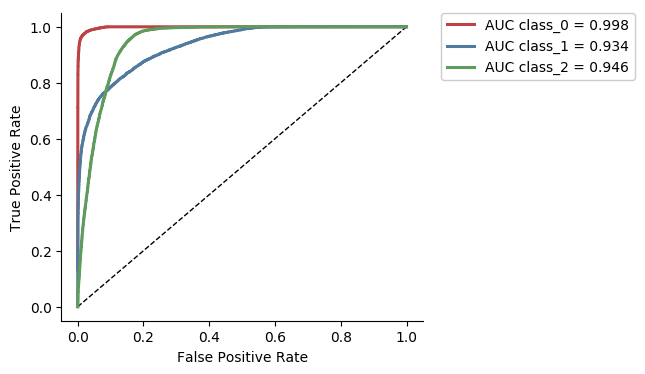 AUC class_0 = 0.998
AUC class_1 = 0.934
AUC class_2 = 0.946
True Positive Rate
1.0
0.8
0.6
0.4
0.2
0.0
0.0 0.2 0.4 0.6 0.8 1.0
False Positive Rate